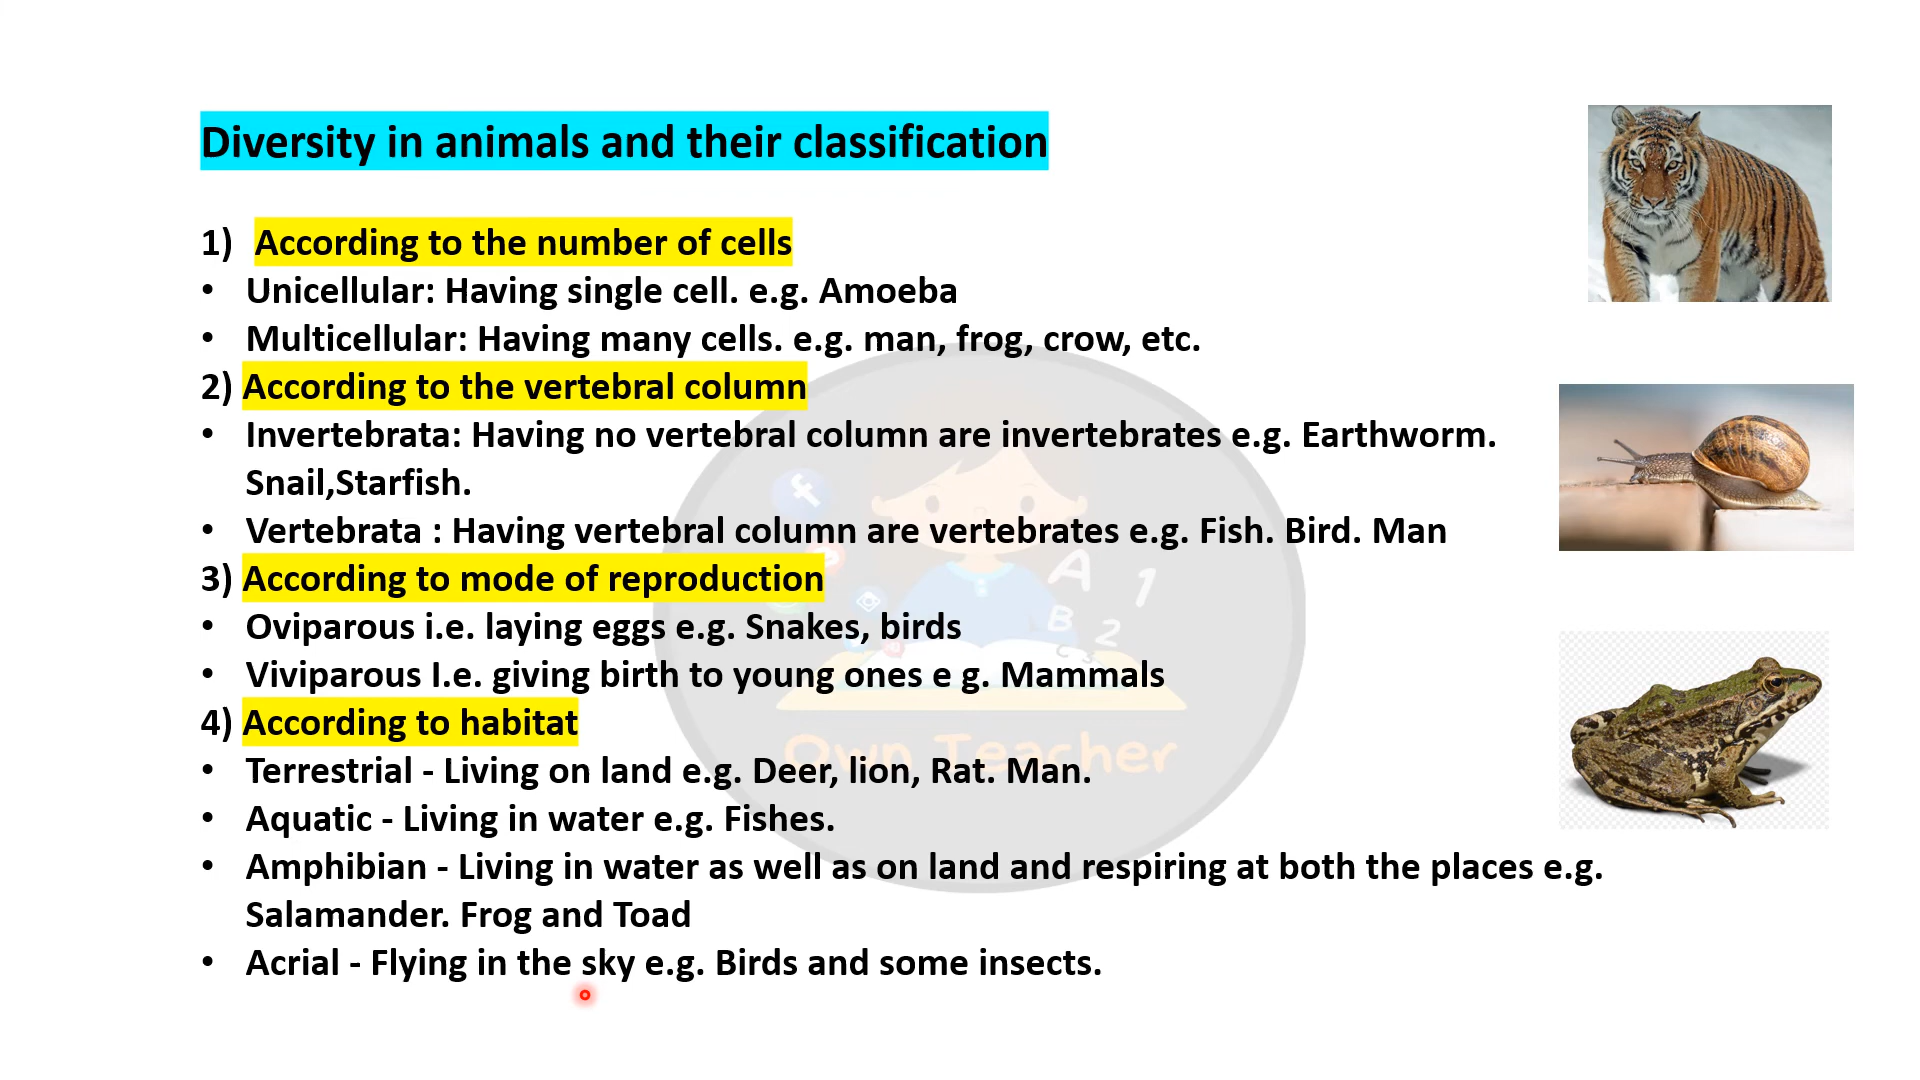 Diversity in animals and their classification
1) According to the number of cells
• Unicellular: Having single cell. e.g. Amoeba
• Multicellular: Having many cells. e.g. man, frog, crow, etc.
2) According to the vertebral column
• Invertebrata: Having no vertebral column are invertebrates e.g. Earthworm.
Snail,Starfish.
• Vertebrata : Having vertebral column are vertebrates e.g. Fish. Bird. Man
3) According to mode of reproduction
• Oviparous i.e. laying eggs e.g. Snakes, birds
• Viviparous I.e. giving birth to young ones e g. Mammals
4) According to habitat
• Terrestrial - Living on land e.g. Deer, lion, Rat. Man.
• Aquatic - Living in water e.g. Fishes.
• Amphibian - Living in water as well as on land and respiring at both the places e.g.
Salamander. Frog and Toad
• Acrial - Flying in the sky e.g. Birds and some insects.
A 1
B 2
Own Teacher